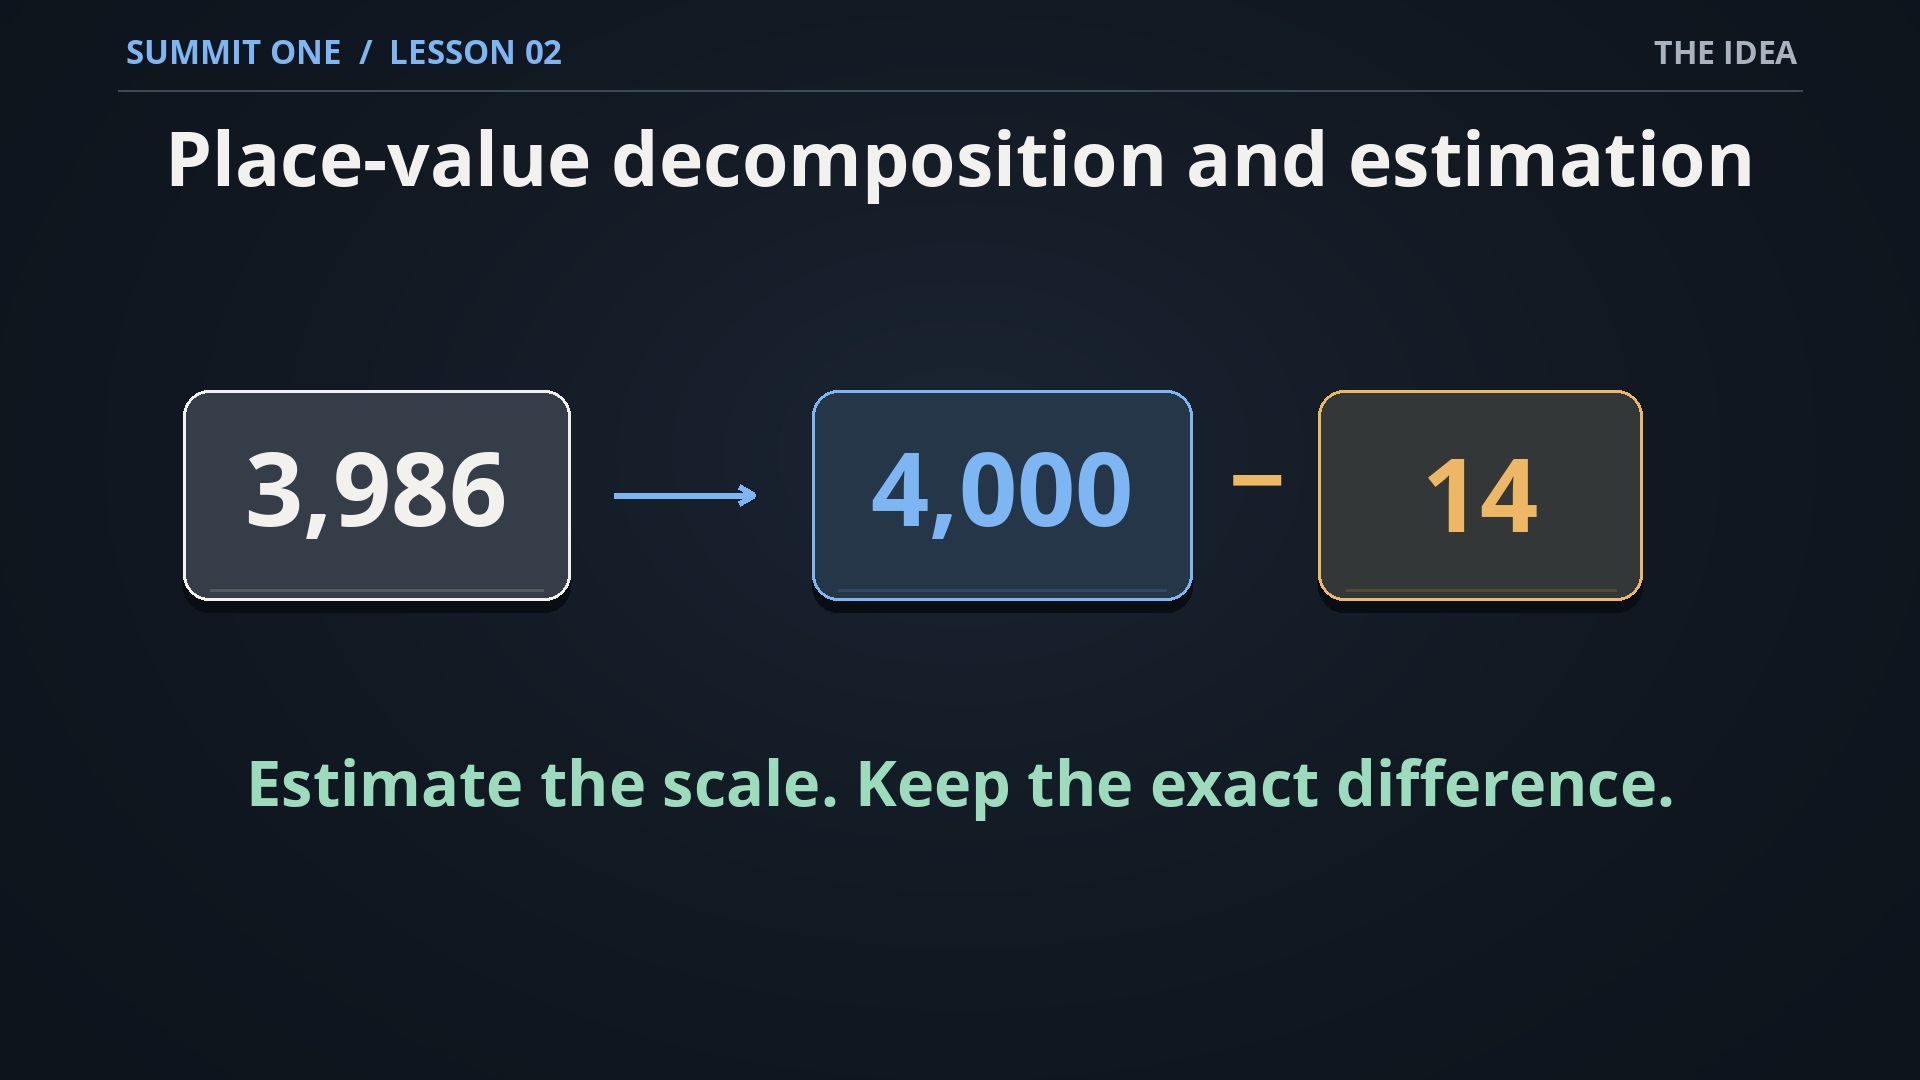 SUMMIT ONE / LESSON 02
THE IDEA
Place-value decomposition and estimation
3,986 → 4,000 − 14
Estimate the scale. Keep the exact difference.